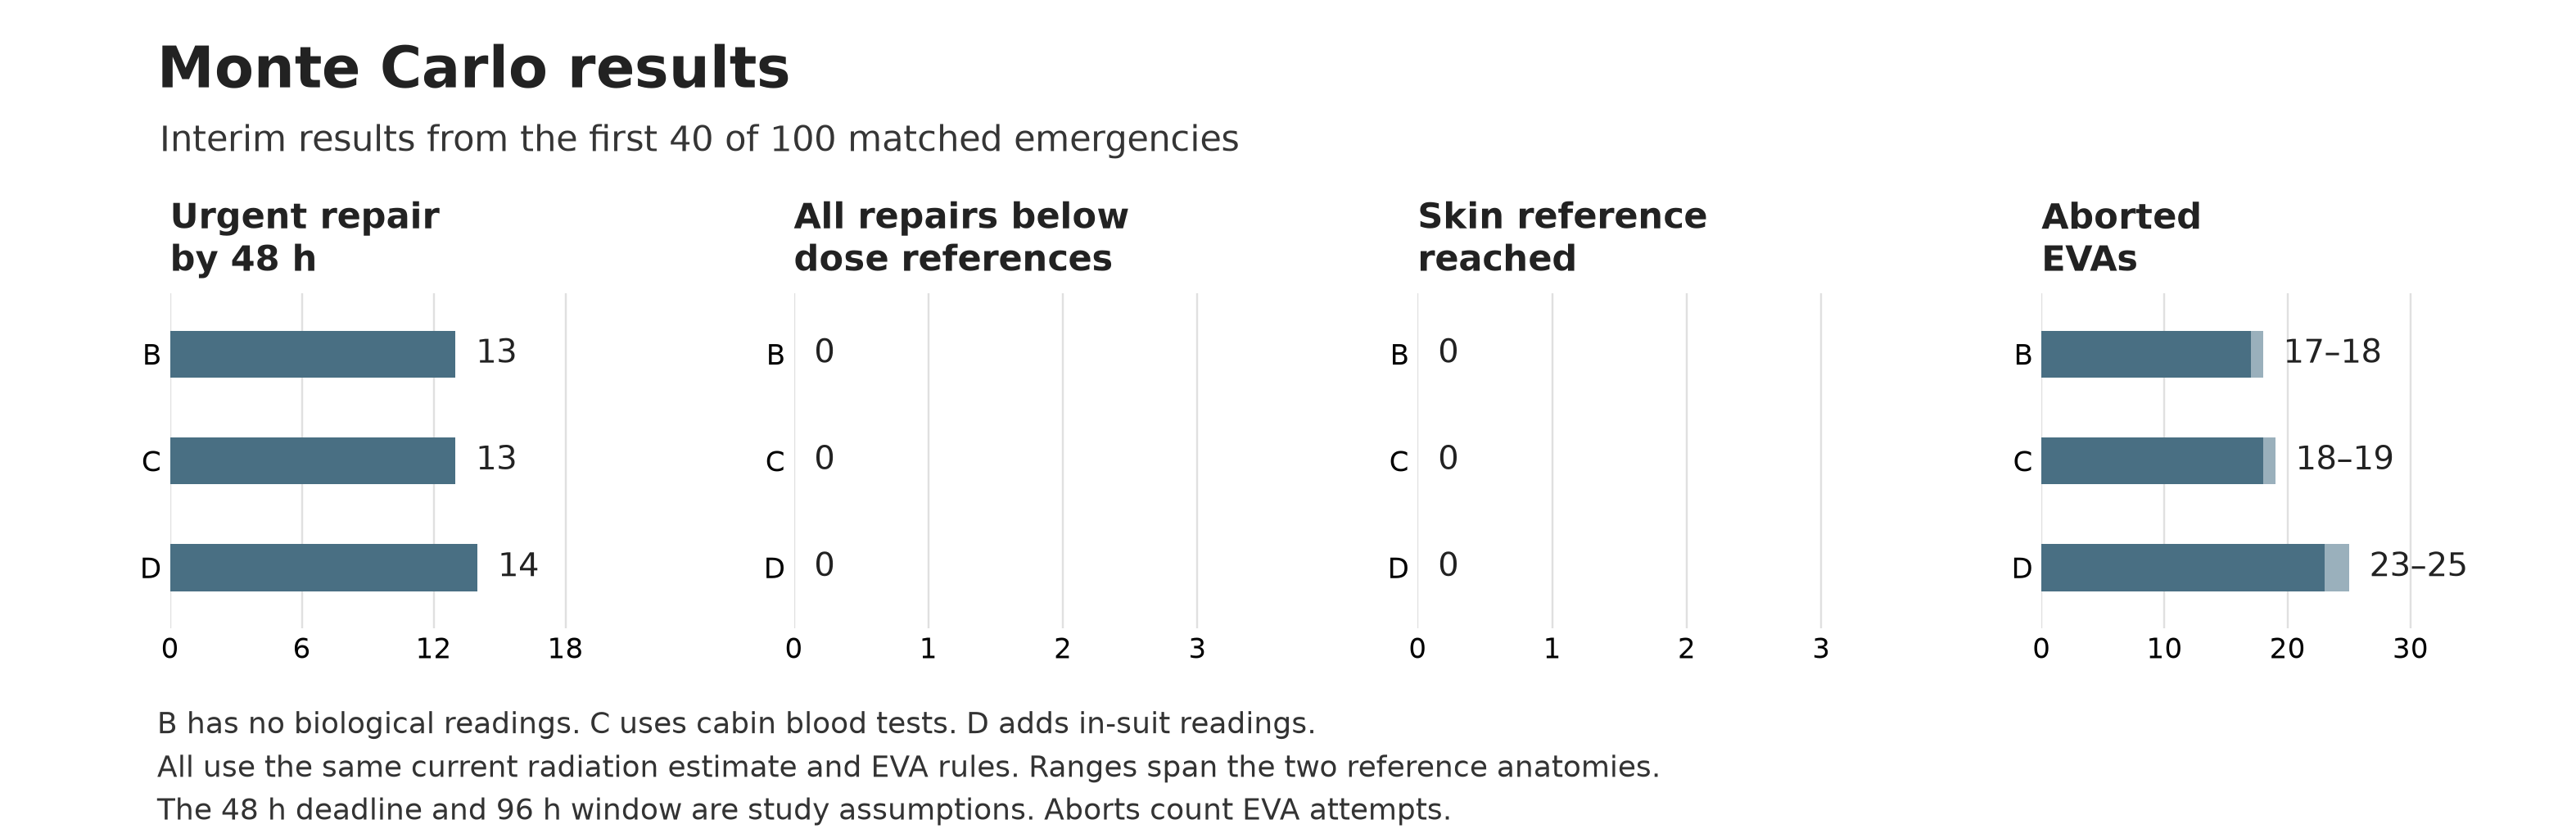 Monte Carlo results
Interim results from the first 40 of 100 matched emergencies
Urgent repair
by 48 h
B
13
C
13
D
14
0 6 12 18
All repairs below
dose references
B
0
C
0
D
0
0 1 2 3
Skin reference
reached
B
0
C
0
D
0
0 1 2 3
Aborted
EVAs
B
17–18
C
18–19
D
23–25
0 10 20 30
B has no biological readings. C uses cabin blood tests. D adds in-suit readings.
All use the same current radiation estimate and EVA rules. Ranges span the two reference anatomies.
The 48 h deadline and 96 h window are study assumptions. Aborts count EVA attempts.